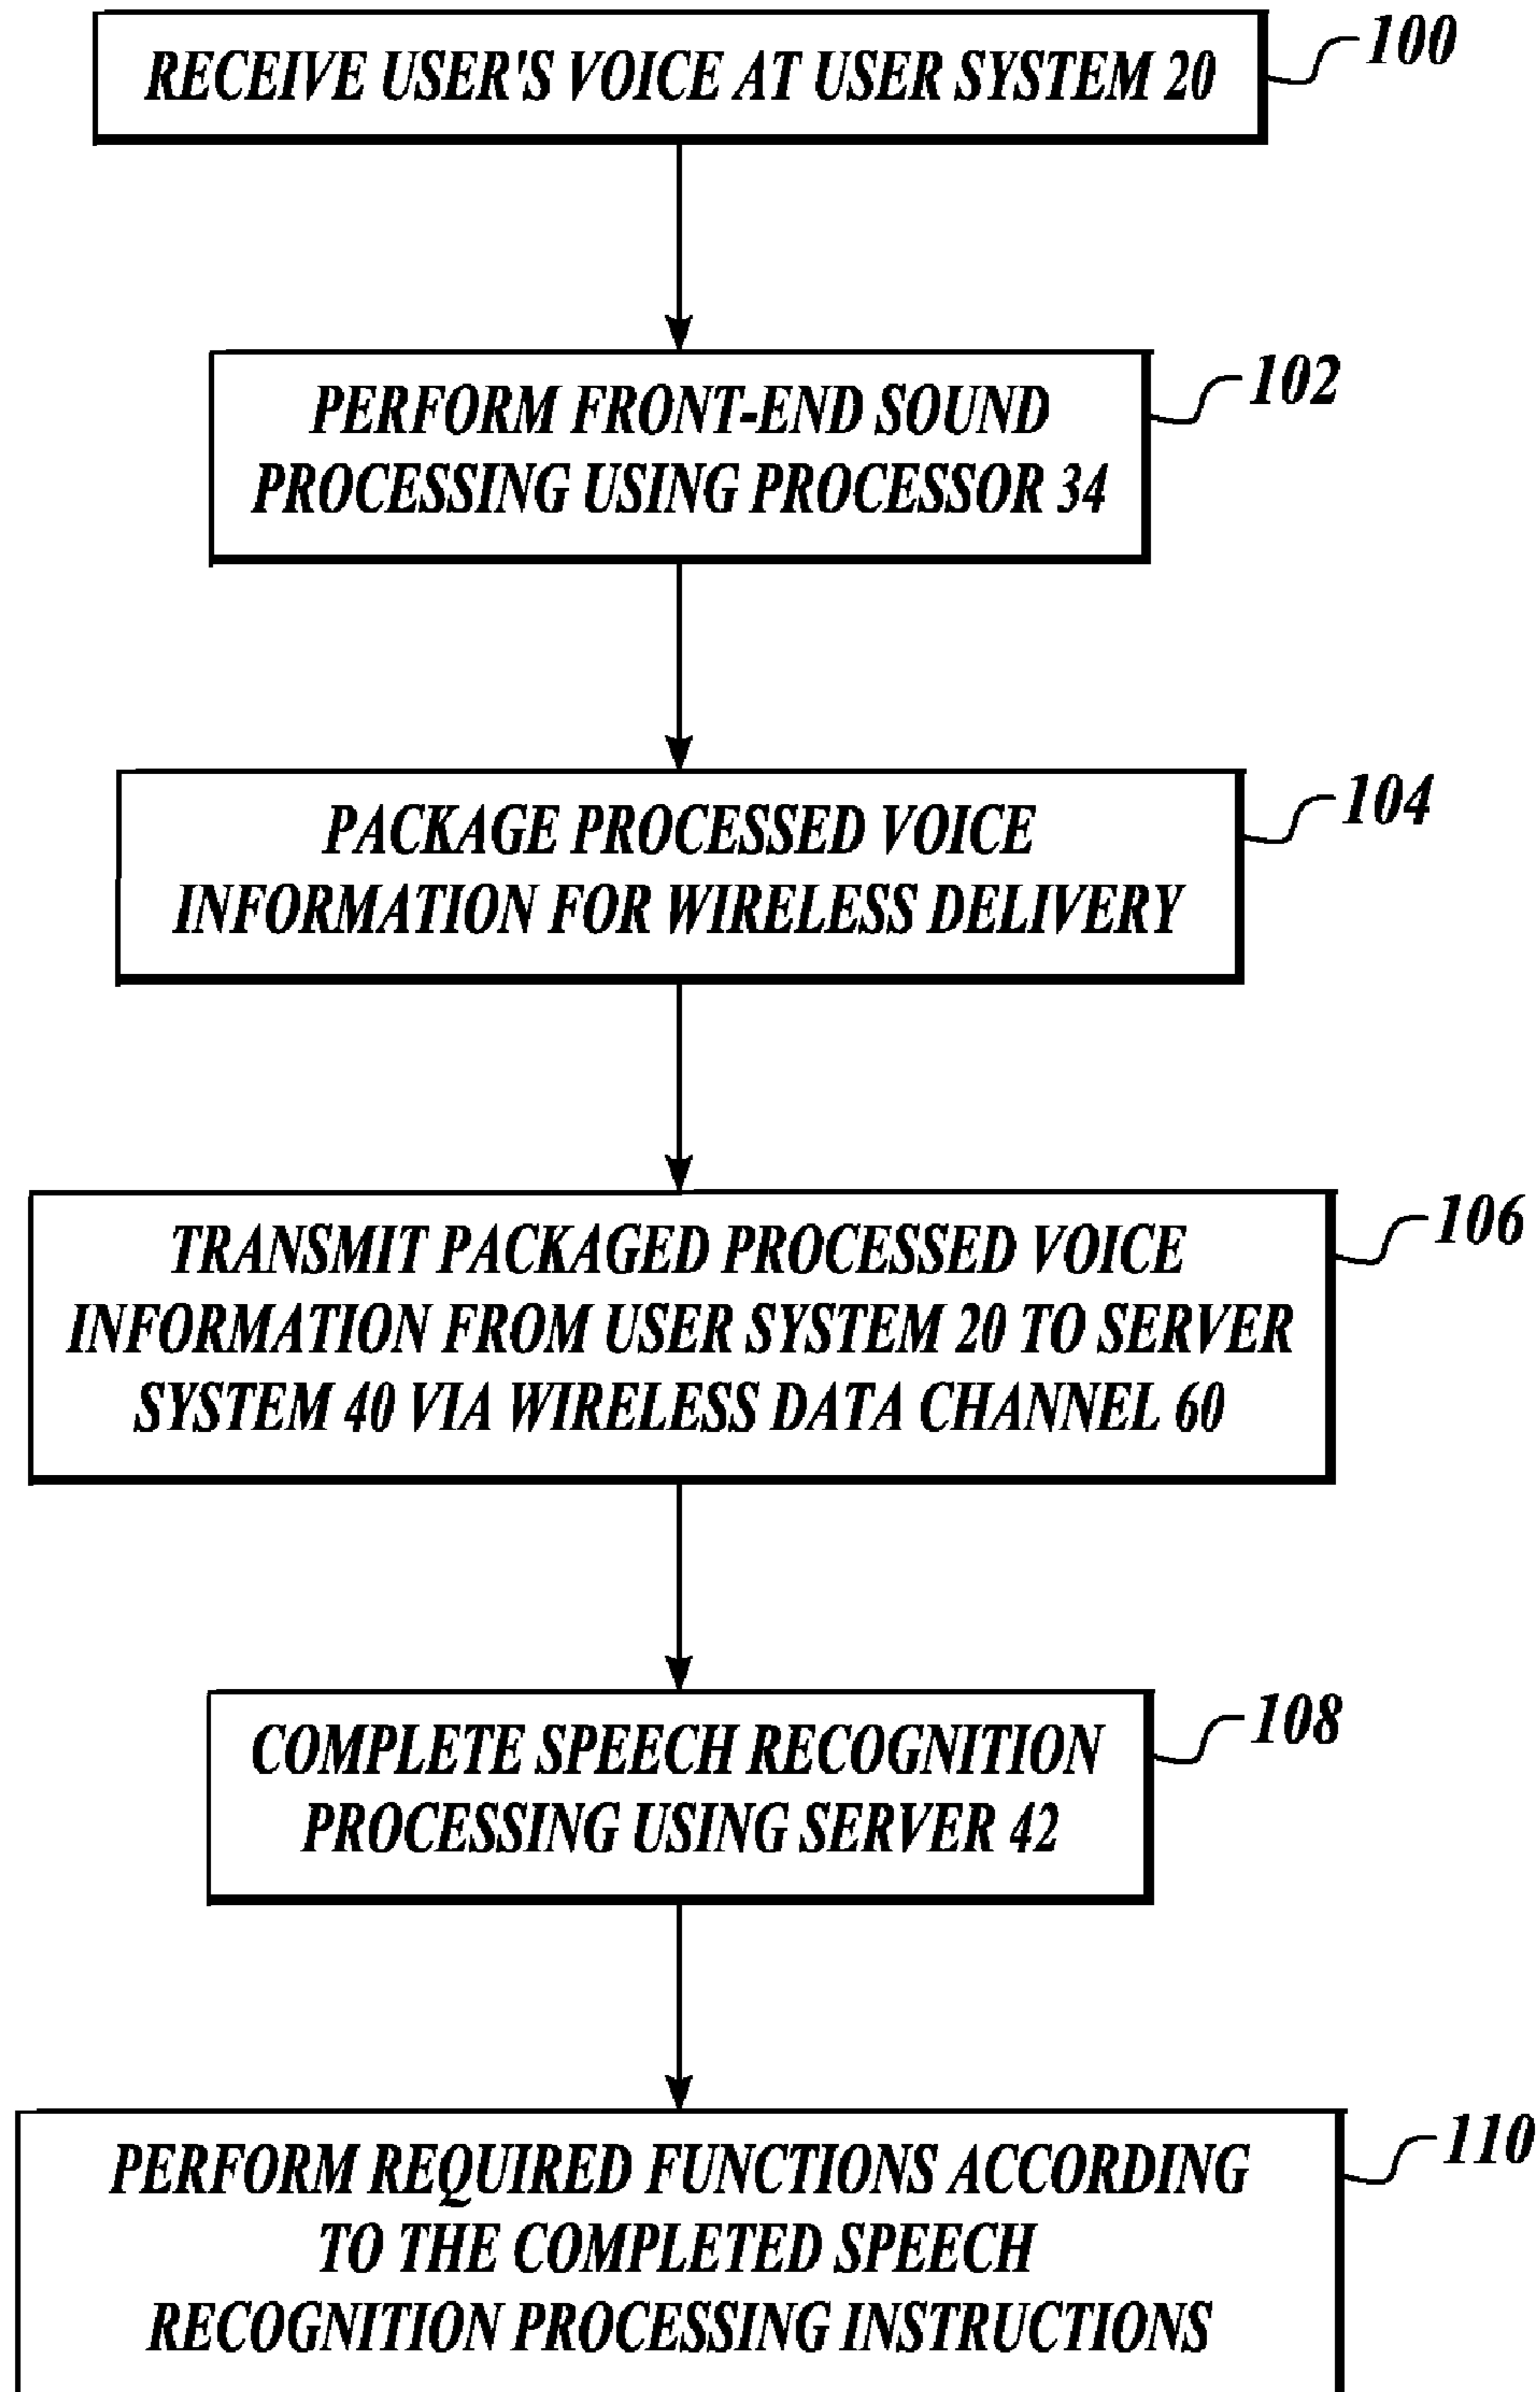 RECEIVE USER'S VOICE AT USER SYSTEM 20
100
PERFORM FRONT-END SOUND
PROCESSING USING PROCESSOR 34
102
PACKAGE PROCESSED VOICE
INFORMATION FOR WIRELESS DELIVERY
104
TRANSMIT PACKAGED PROCESSED VOICE
INFORMATION FROM USER SYSTEM 20 TO SERVER
SYSTEM 40 VIA WIRELESS DATA CHANNEL 60
106
COMPLETE SPEECH RECOGNITION
PROCESSING USING SERVER 42
108
PERFORM REQUIRED FUNCTIONS ACCORDING
TO THE COMPLETED SPEECH
RECOGNITION PROCESSING INSTRUCTIONS
110